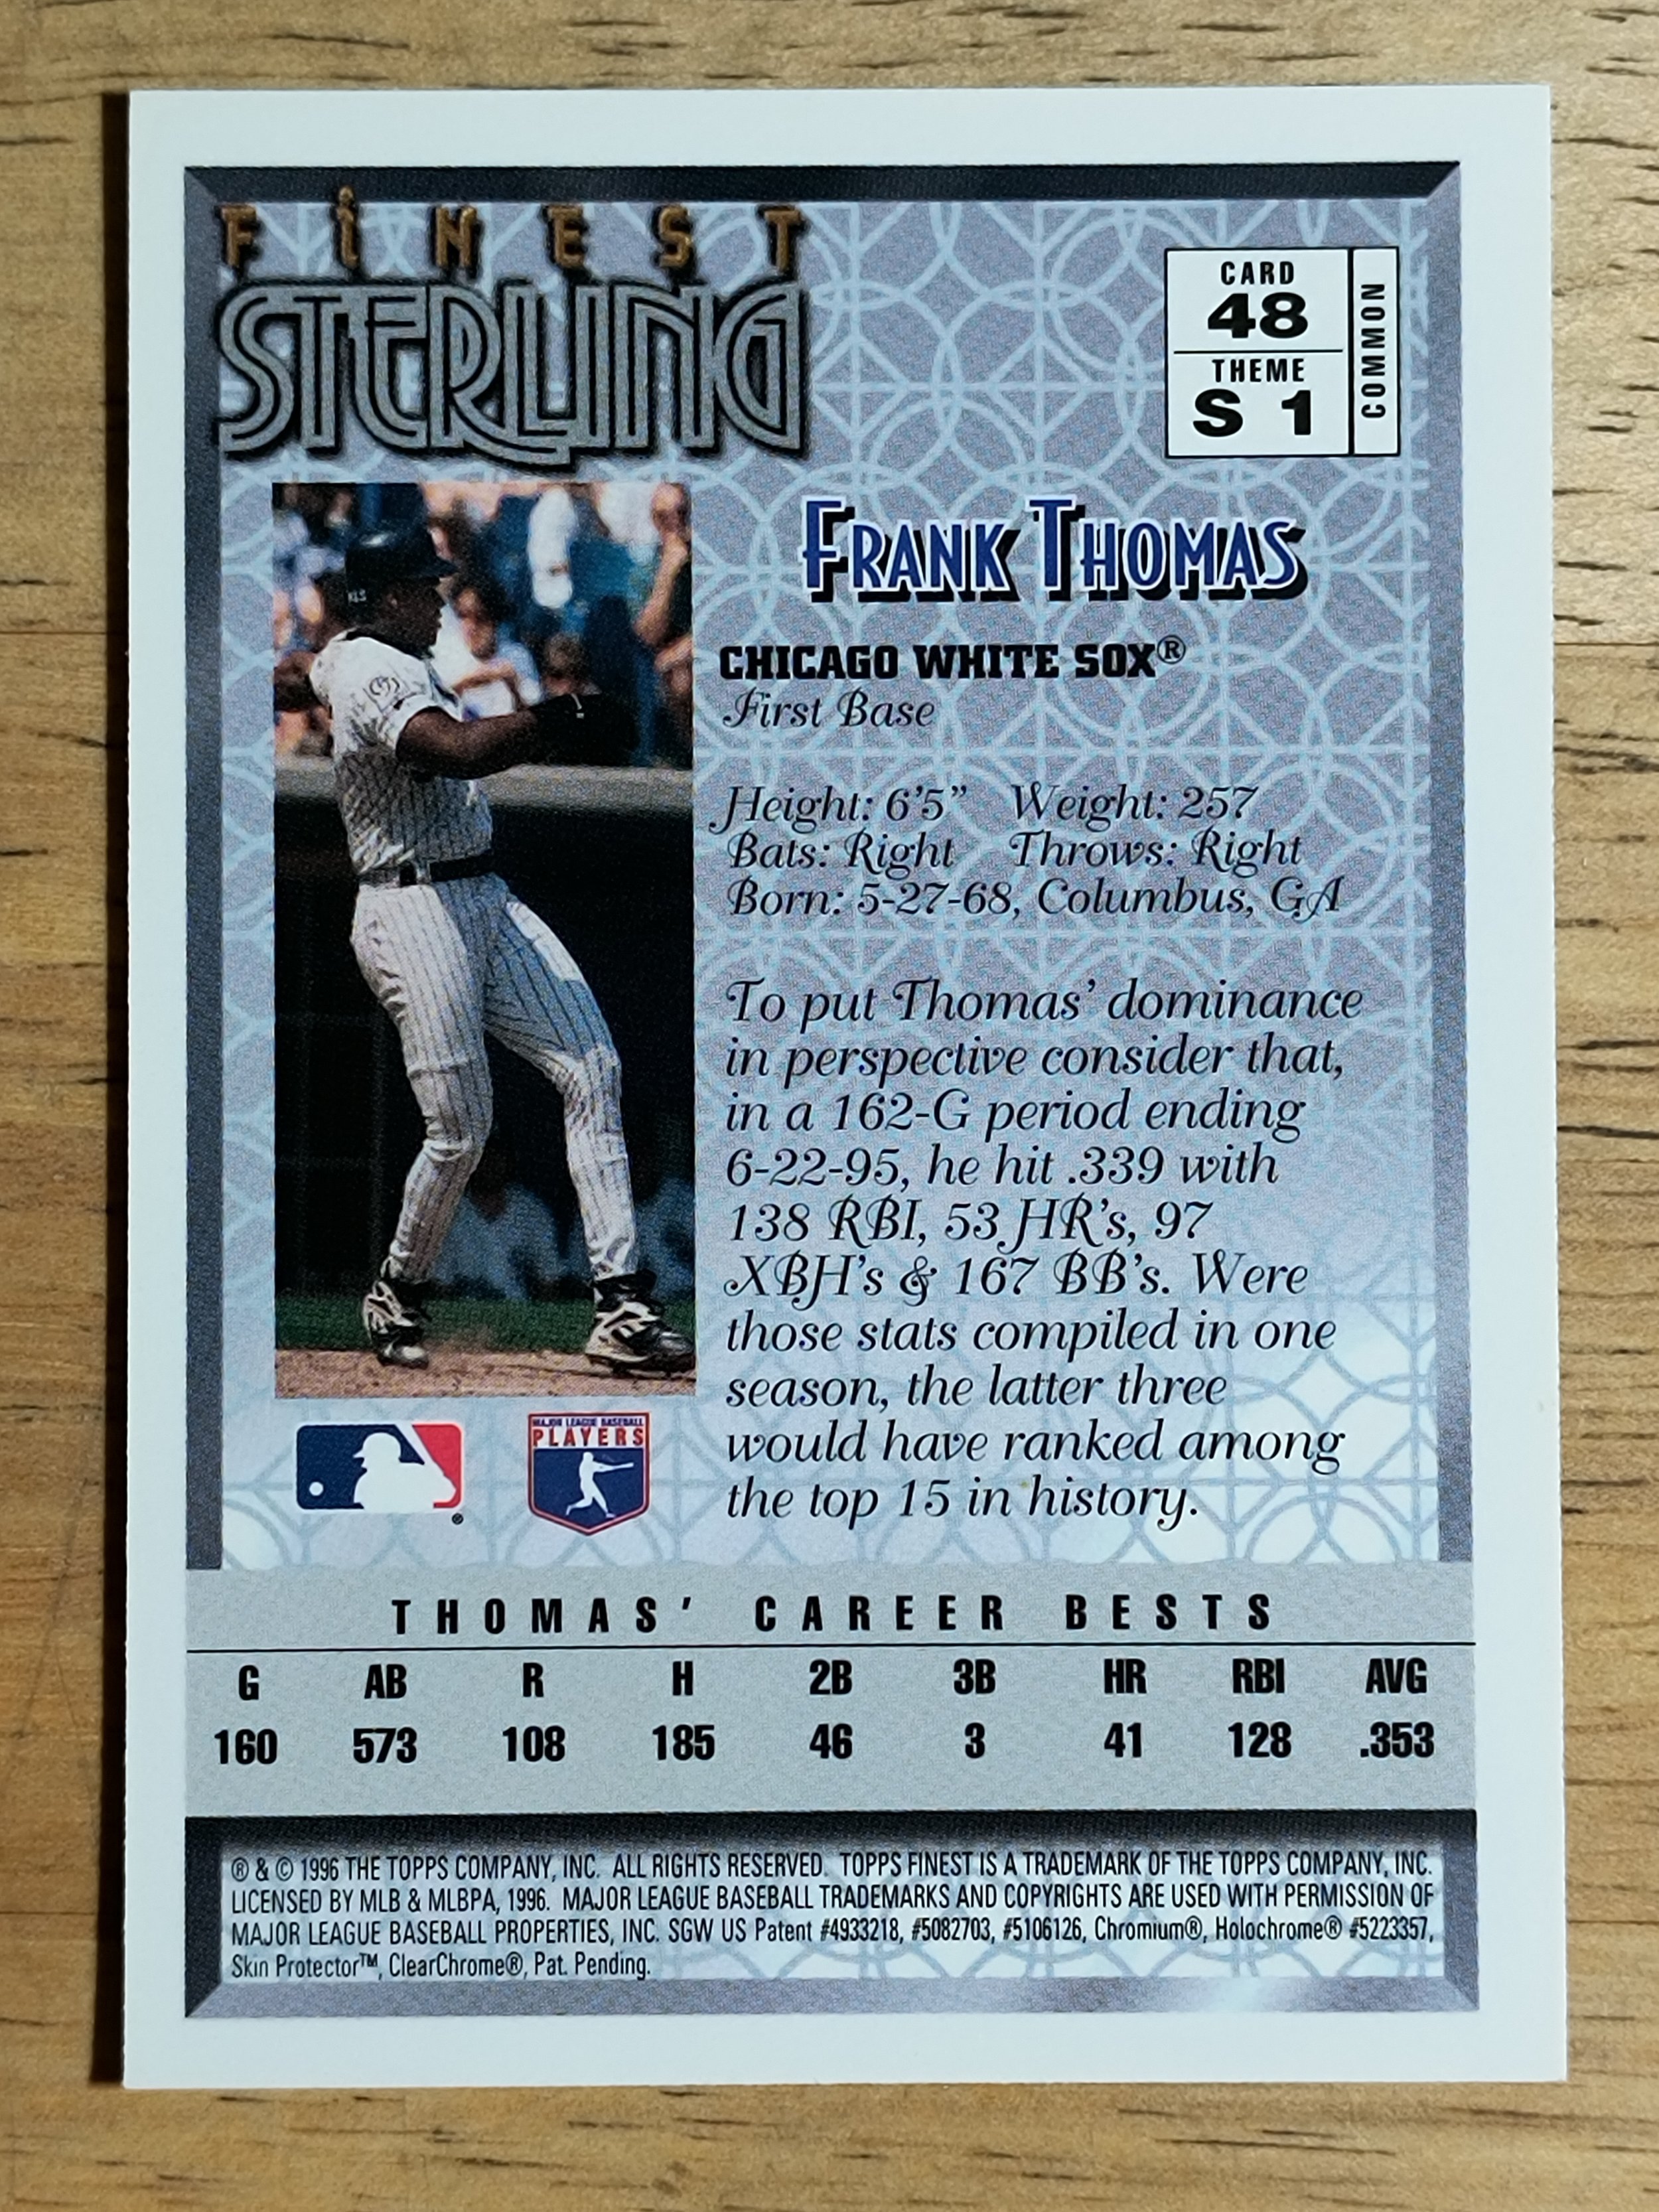 FiNEST
STERLING
CARD
48
THEME
S 1
COMMON
FRANK THOMAS
CHICAGO WHITE SOX®
First Base
Height: 6'5” Weight: 257
Bats: Right Throws: Right
Born: 5-27-68, Columbus, GA
To put Thomas’ dominance
in perspective consider that,
in a 162-G period ending
6-22-95, he hit .339 with
138 RBI, 53 HR’s, 97
XBH’s & 167 BB’s. Were
those stats compiled in one
season, the latter three
would have ranked among
the top 15 in history.
MAJOR LEAGUE BASEBALL
PLAYERS
®
THOMAS’ CAREER BESTS
G AB R H 2B 3B HR RBI AVG
160 573 108 185 46 3 41 128 .353
® & © 1996 THE TOPPS COMPANY, INC. ALL RIGHTS RESERVED. TOPPS FINEST IS A TRADEMARK OF THE TOPPS COMPANY, INC.
LICENSED BY MLB & MLBPA, 1996. MAJOR LEAGUE BASEBALL TRADEMARKS AND COPYRIGHTS ARE USED WITH PERMISSION OF
MAJOR LEAGUE BASEBALL PROPERTIES, INC. SGW US Patent #4933218, #5082703, #5106126, Chromium®, Holochrome® #5223357,
Skin Protector™, ClearChrome®, Pat. Pending.